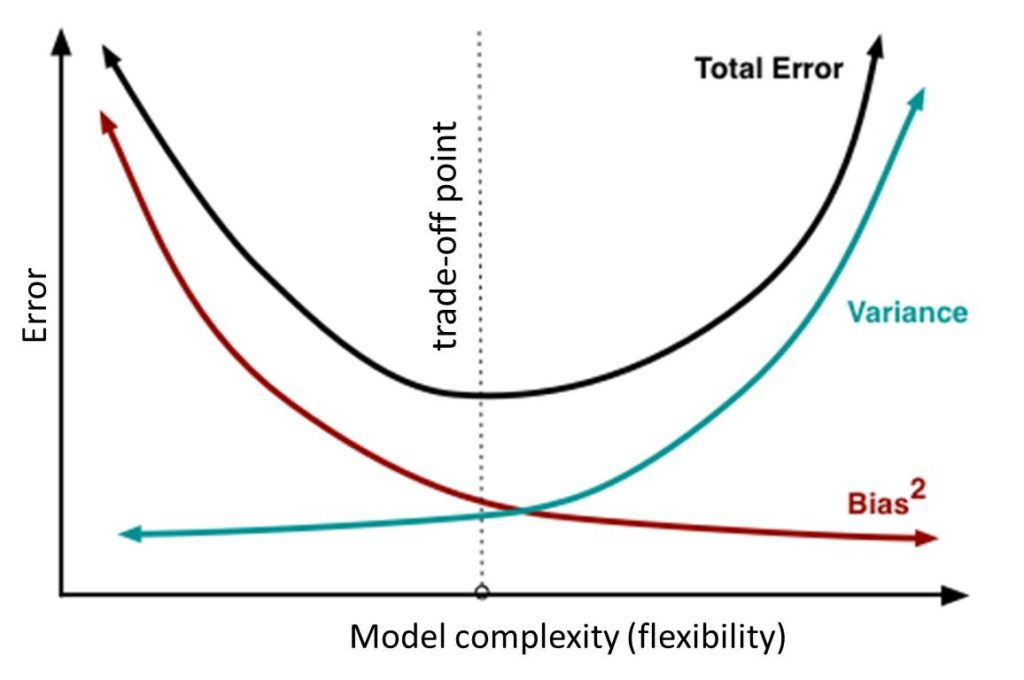 Total Error
trade-off point
Error
Variance
Bias²
Model complexity (flexibility)